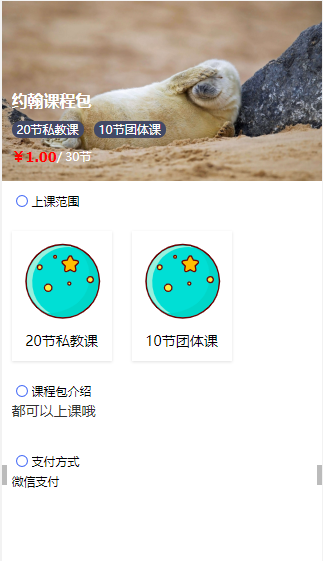 约翰课程包
20节私教课 10节团体课
￥1.00/ 30节
上课范围
20节私教课 10节团体课
课程包介绍
都可以上课哦
支付方式
微信支付